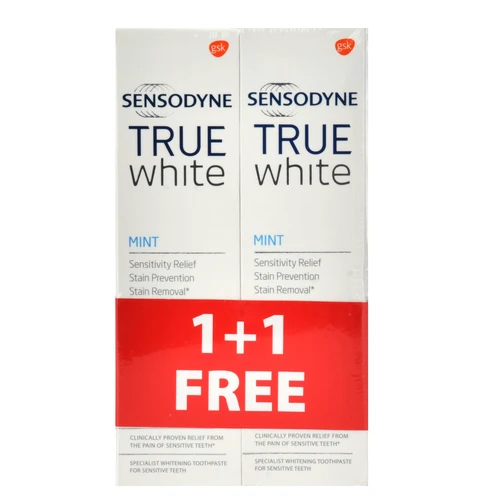 gsk
SENSODYNE
TRUE
white
MINT
Sensitivity Relief
Stain Prevention
Stain Removal*
gsk
SENSODYNE
TRUE
white
MINT
Sensitivity Relief
Stain Prevention
Stain Removal*
1+1
FREE
CLINICALLY PROVEN RELIEF FROM
THE PAIN OF SENSITIVE TEETH*
SPECIALIST WHITENING TOOTHPASTE
FOR SENSITIVE TEETH
CLINICALLY PROVEN RELIEF FROM
THE PAIN OF SENSITIVE TEETH*
SPECIALIST WHITENING TOOTHPASTE
FOR SENSITIVE TEETH